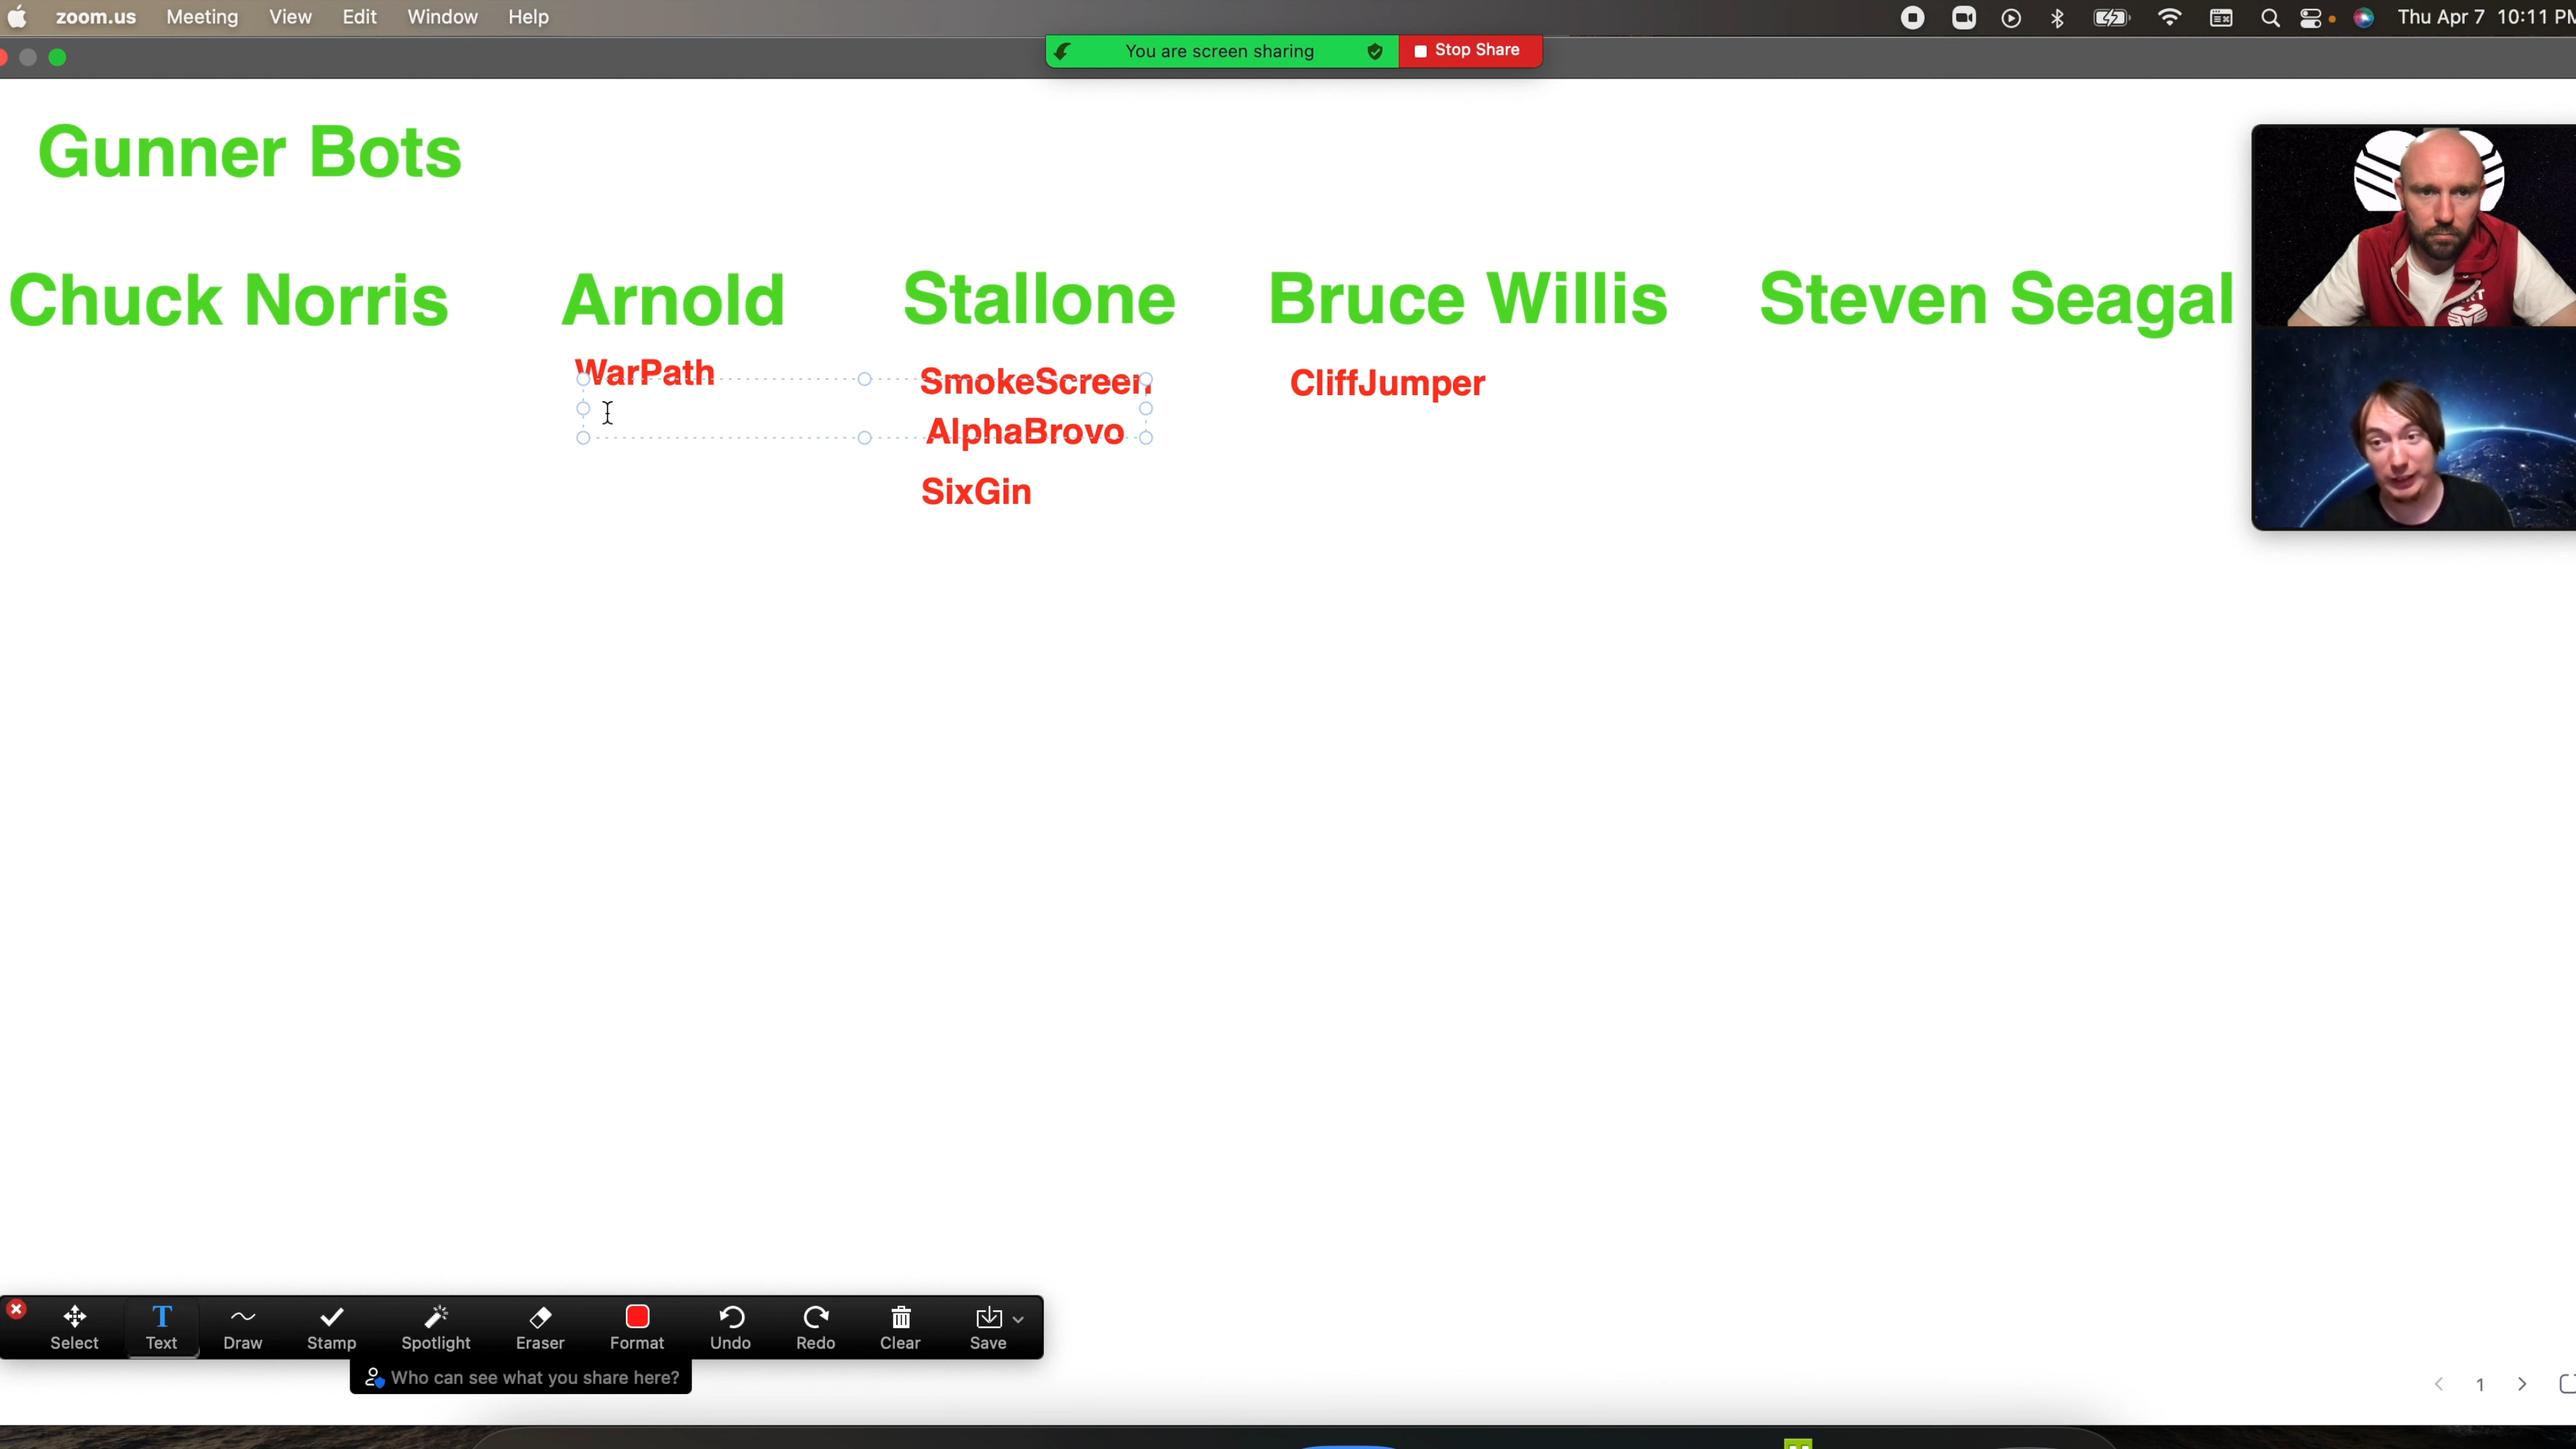 zoom.us Meeting View Edit Window Help Thu Apr 7 10:11 PM
You are screen sharing Stop Share
Gunner Bots
Chuck Norris Arnold Stallone Bruce Willis Steven Seagal
WarPath SmokeScreen CliffJumper
AlphaBrovo
SixGin
Select Text Draw Stamp Spotlight Eraser Format Undo Redo Clear Save
Who can see what you share here?
1